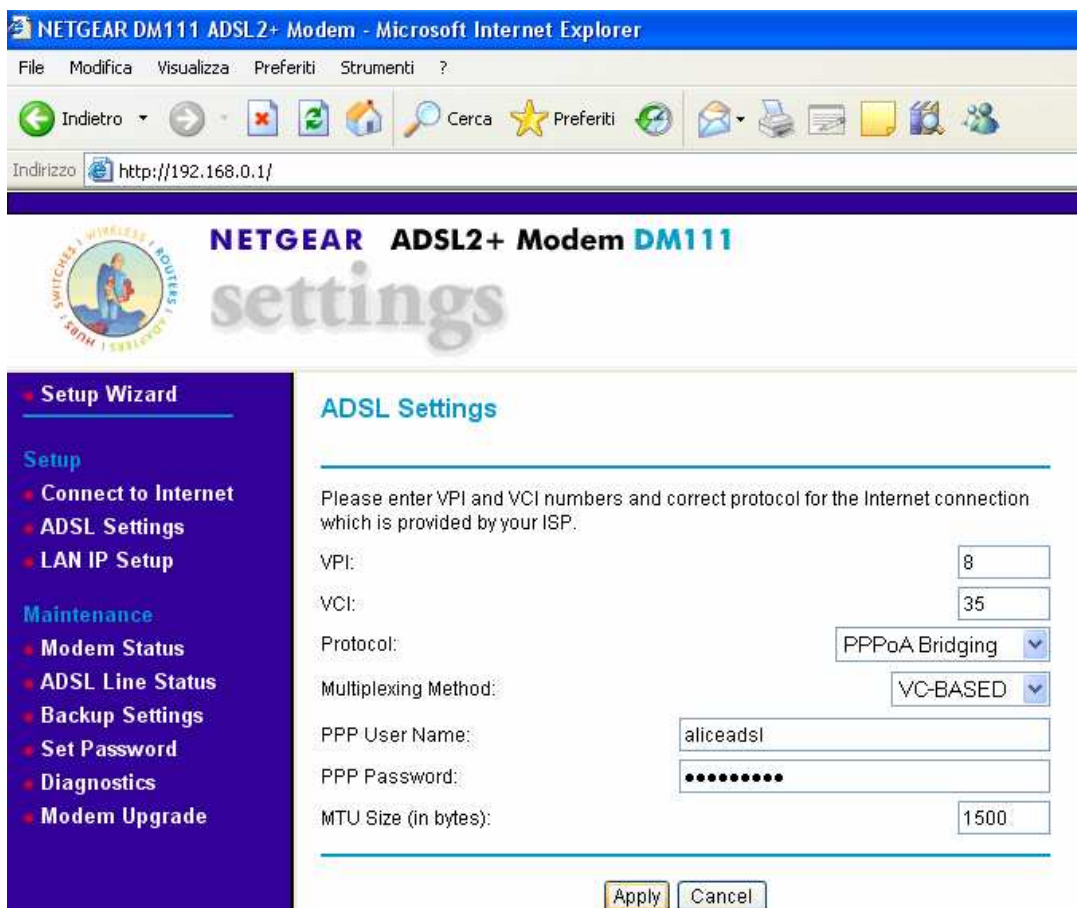 NETGEAR DM111 ADSL2+ Modem - Microsoft Internet Explorer
File Modifica Visualizza Preferiti Strumenti ?
Indietro Cerca Preferiti
Indirizzo http://192.168.0.1/
SWITCHES | WIRELESS | ROUTERS | ADAPTERS | HUBS
NETGEAR ADSL2+ Modem DM111
settings
Setup Wizard
Setup
Connect to Internet
ADSL Settings
LAN IP Setup
Maintenance
Modem Status
ADSL Line Status
Backup Settings
Set Password
Diagnostics
Modem Upgrade
ADSL Settings
Please enter VPI and VCI numbers and correct protocol for the Internet connection
which is provided by your ISP.
VPI: 8
VCI: 35
Protocol: PPPoA Bridging
Multiplexing Method: VC-BASED
PPP User Name: aliceadsl
PPP Password: •••••••••
MTU Size (in bytes): 1500
Apply Cancel